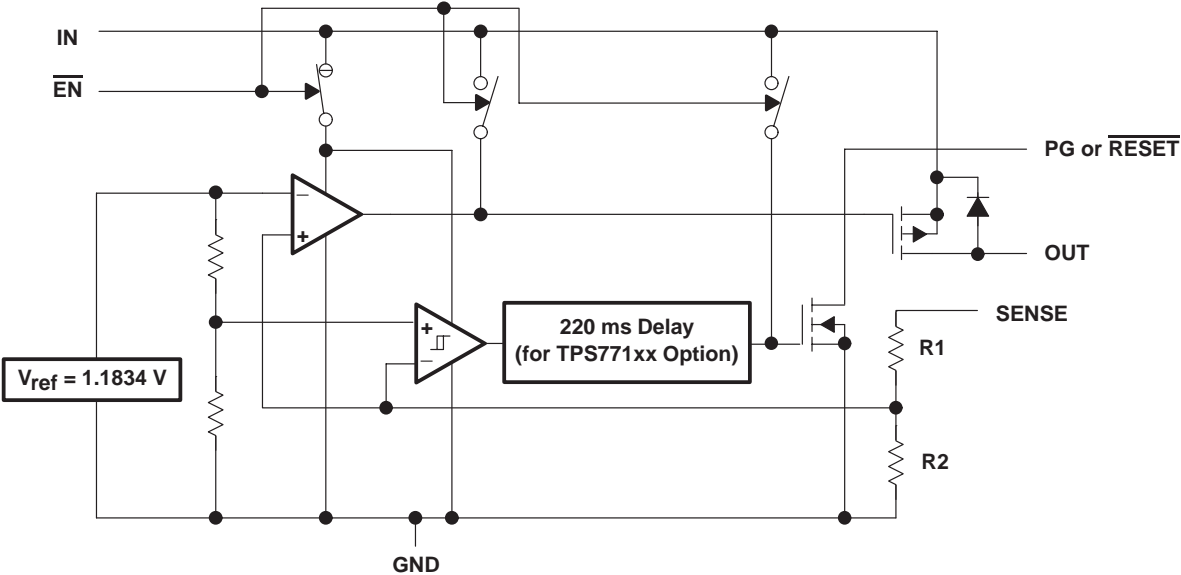 IN
EN
PG or RESET
−
+
OUT
SENSE
+
−
220 ms Delay
(for TPS771xx Option)
R1
Vref = 1.1834 V
R2
GND